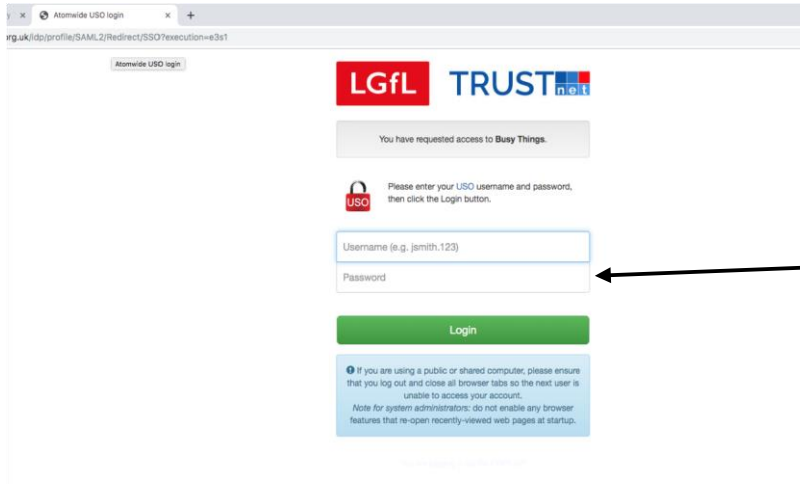 Atomwide USO login
rg.uk/idp/profile/SAML2/Redirect/SSO?execution=e3s1
Atomwide USO login
LGfL TRUST net
You have requested access to Busy Things.
Please enter your USO username and password,
then click the Login button.
USO
Username (e.g. jsmith.123)
Password
Login
If you are using a public or shared computer, please ensure
that you log out and close all browser tabs so the next user is
unable to access your account.
Note for system administrators: do not enable any browser
features that re-open recently-viewed web pages at startup.